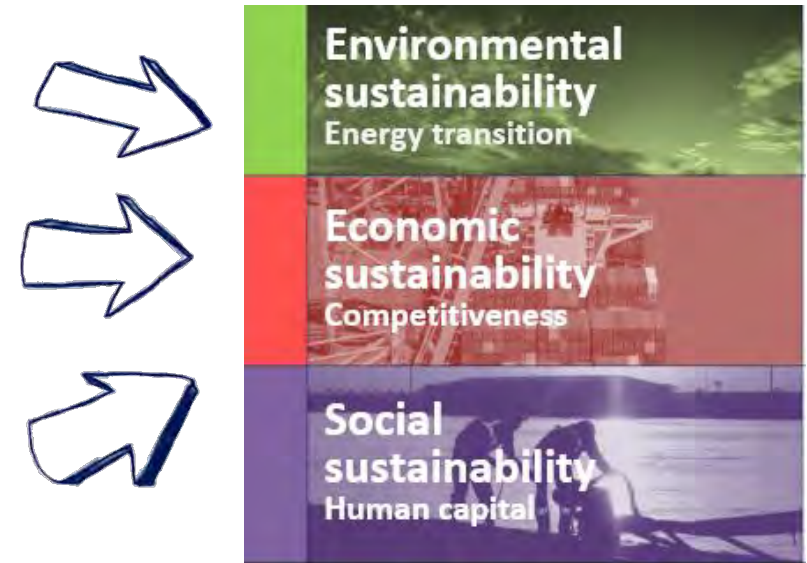 Environmental
sustainability
Energy transition
Economic
sustainability
Competitiveness
Social
sustainability
Human capital